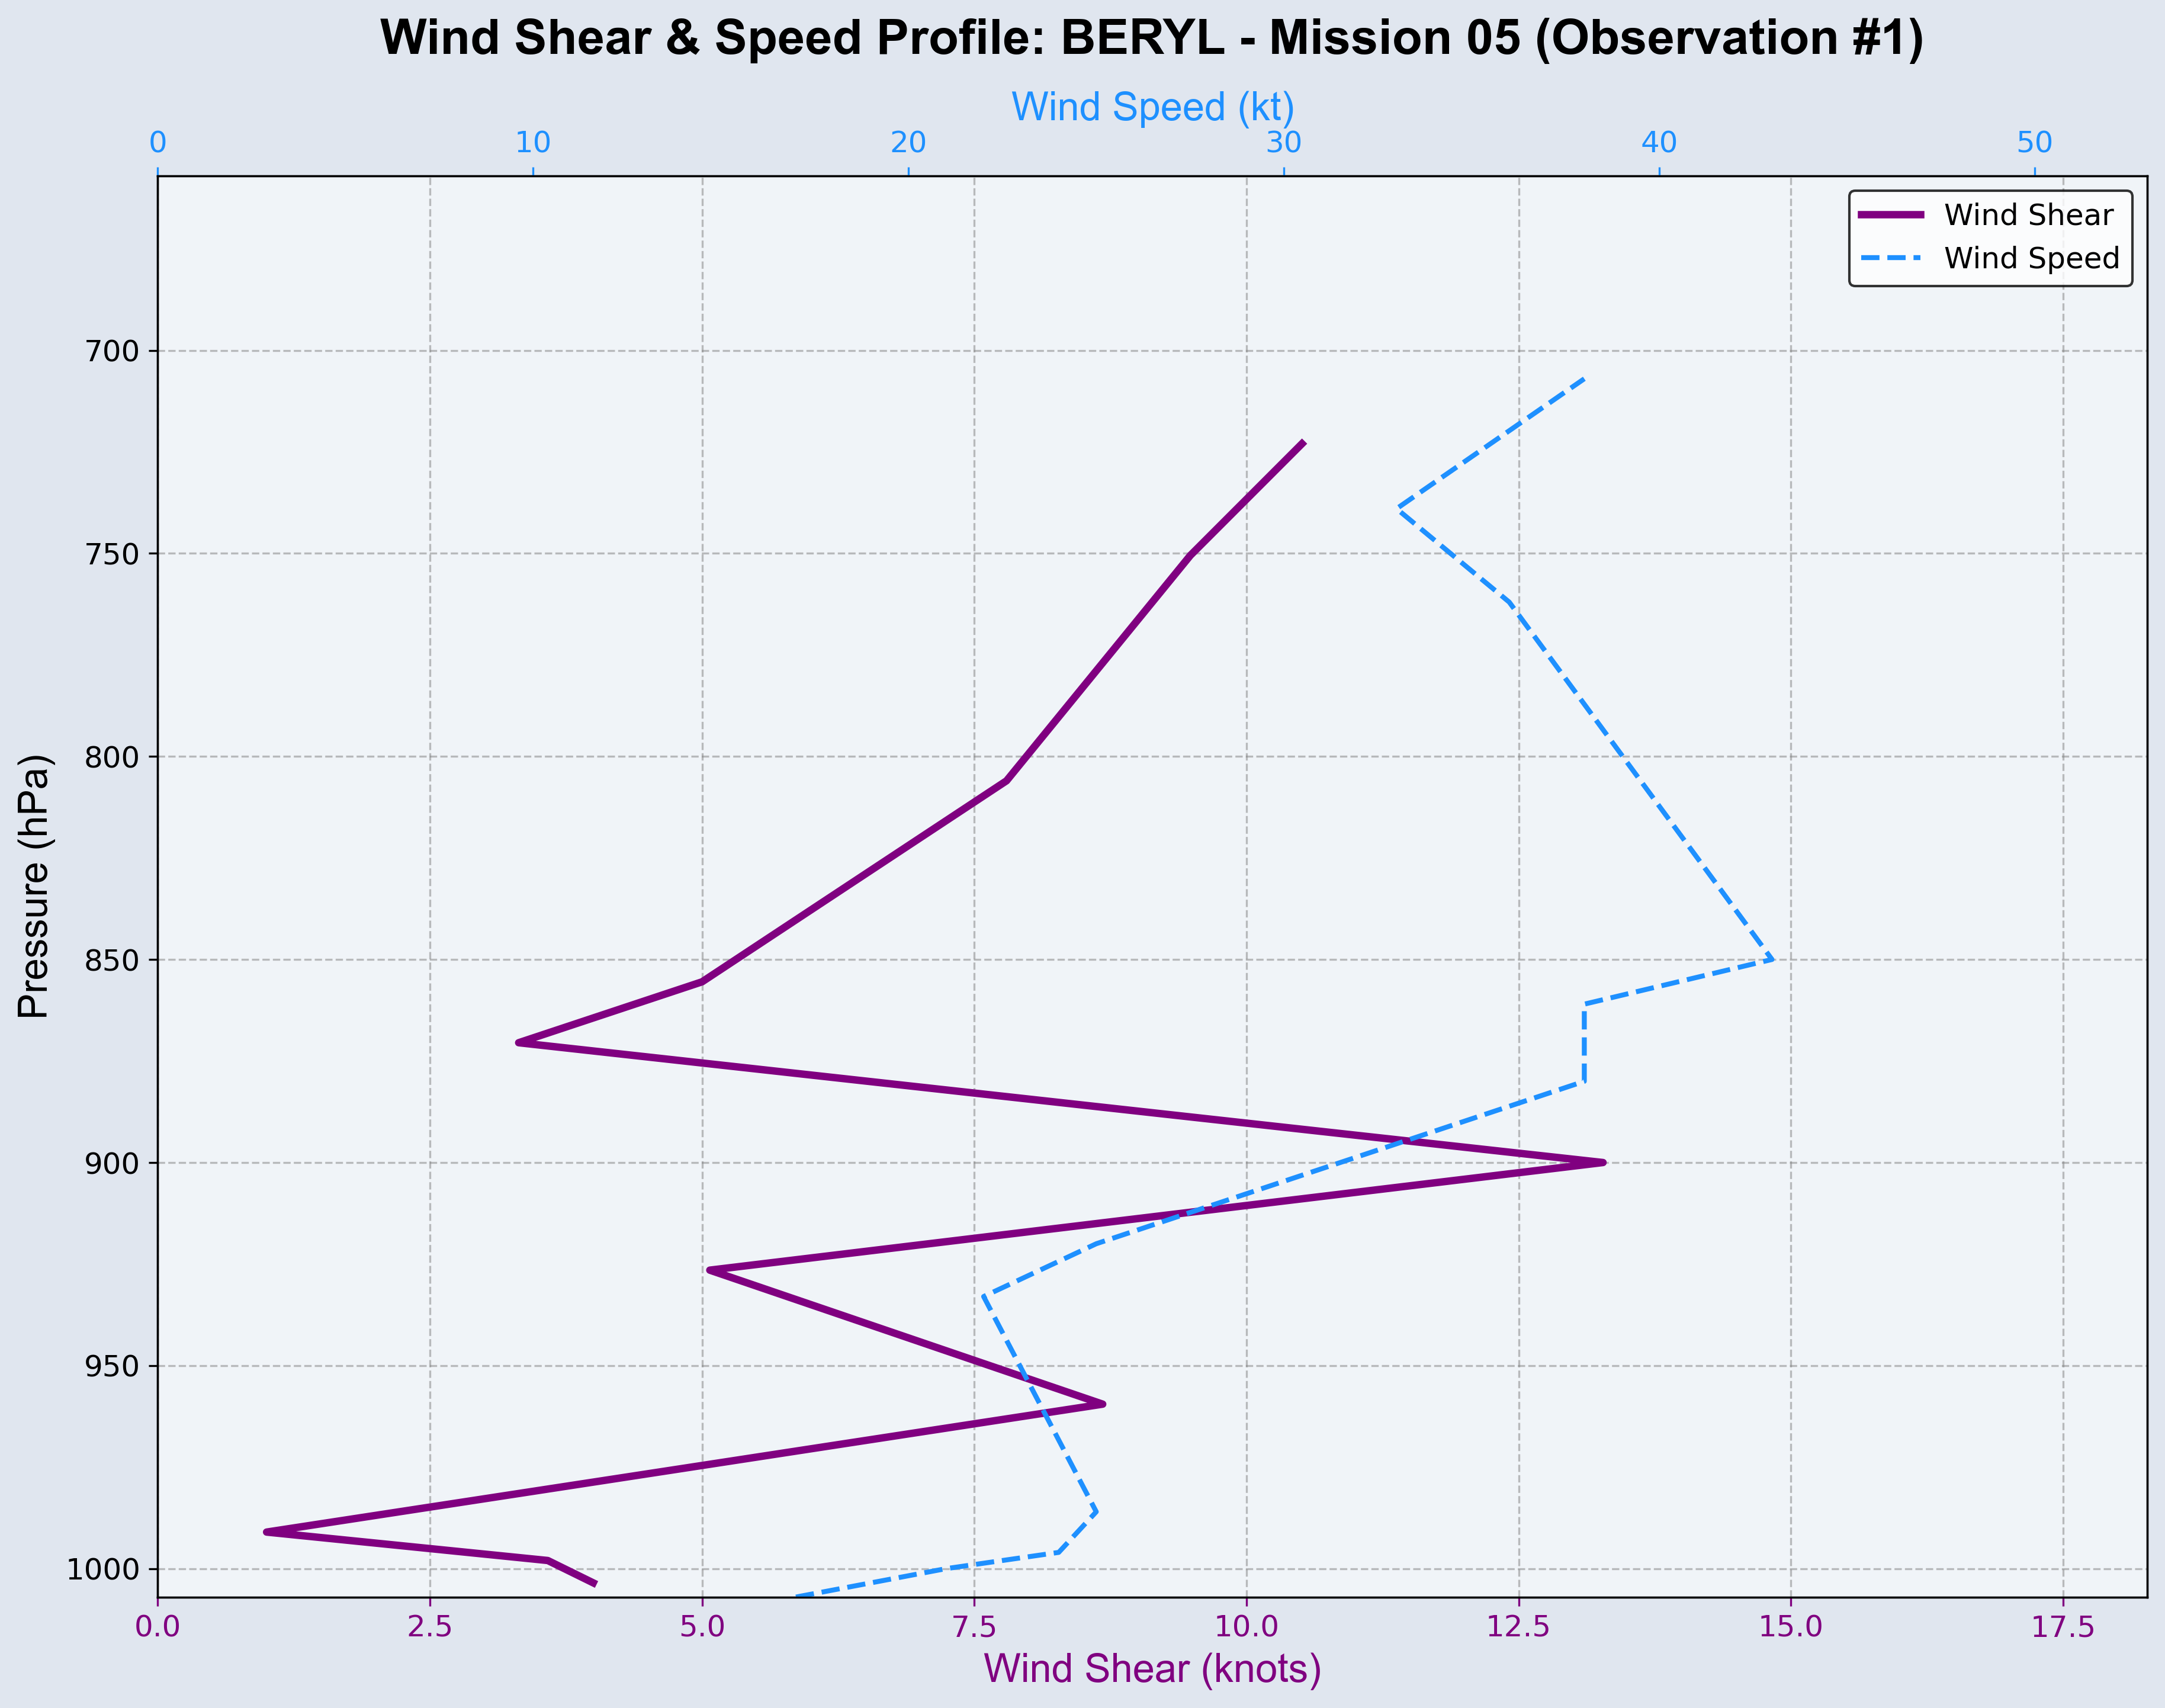 Wind Shear & Speed Profile: BERYL - Mission 05 (Observation #1)
Wind Speed (kt)
0 10 20 30 40 50
Wind Shear
Wind Speed
Pressure (hPa)
700
750
800
850
900
950
1000
0.0 2.5 5.0 7.5 10.0 12.5 15.0 17.5
Wind Shear (knots)